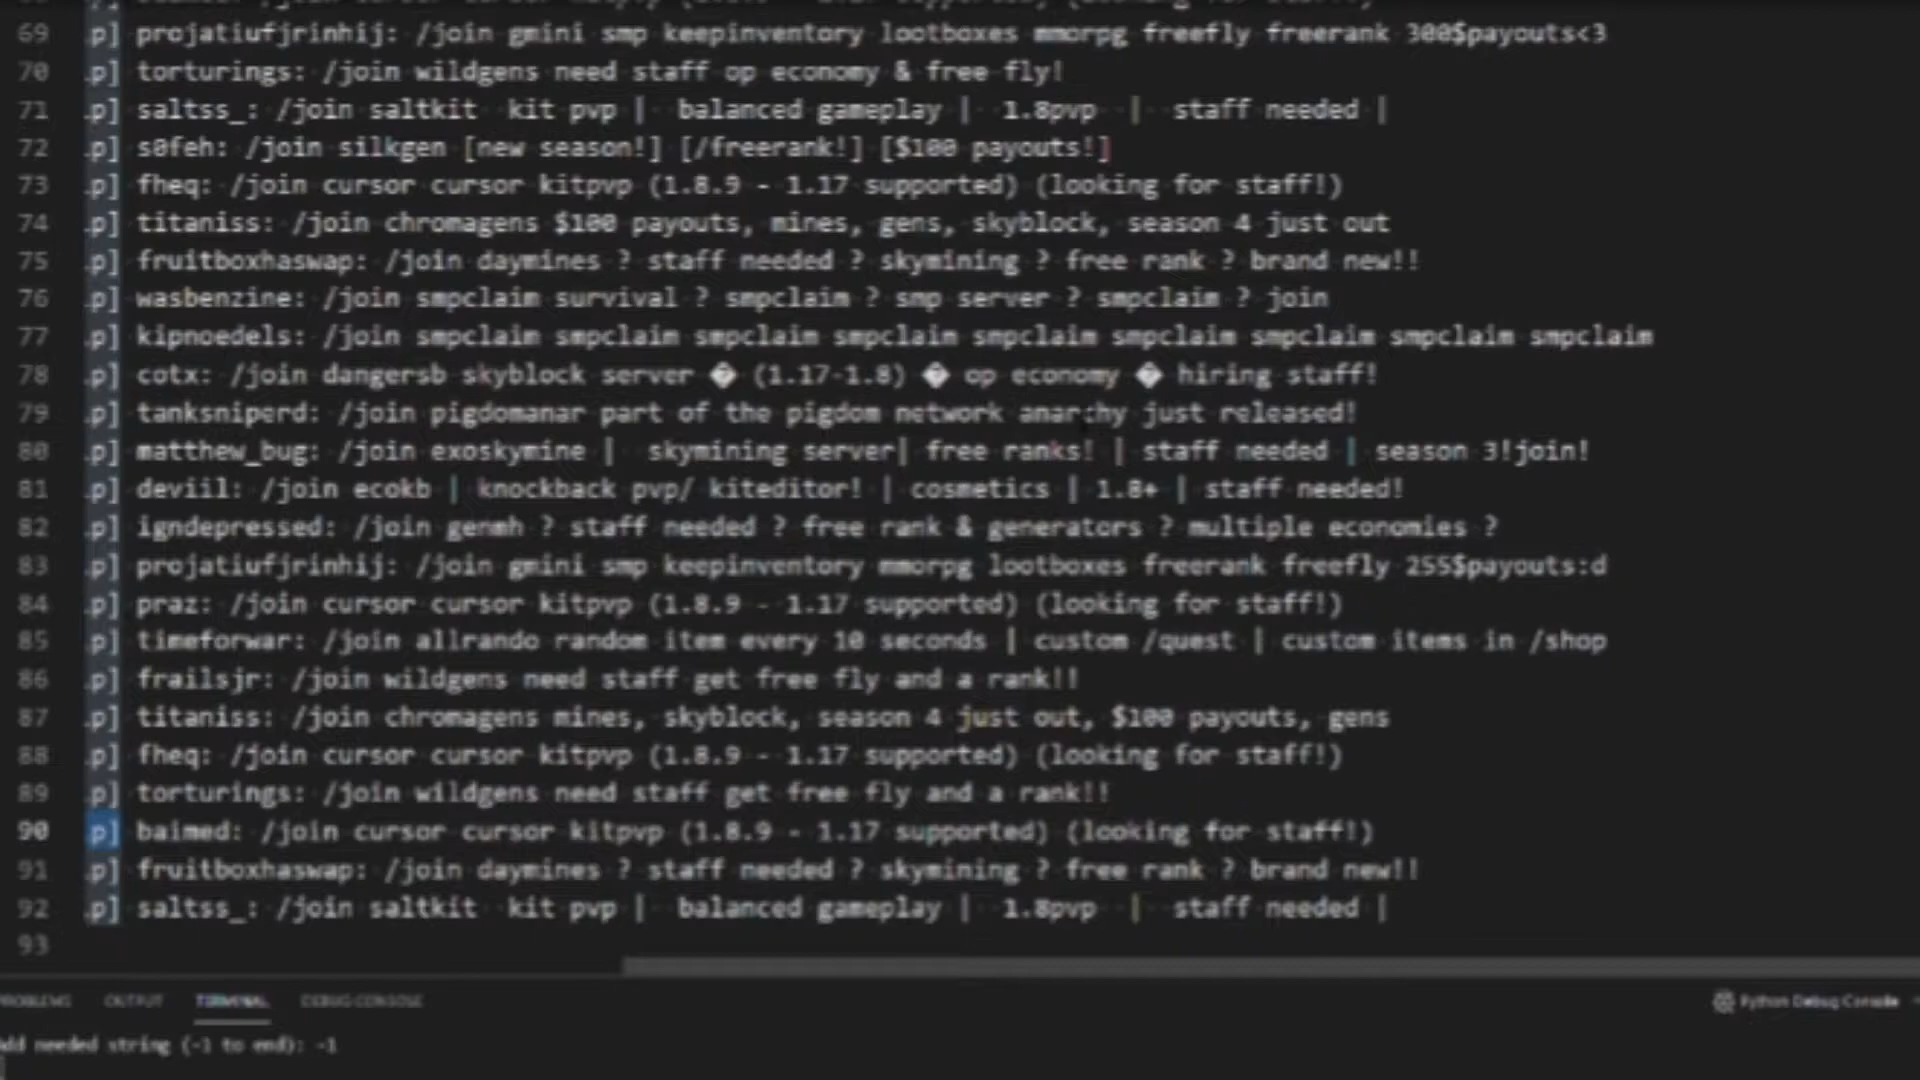 69 .p] projatiufjrinhij: /join gmini smp keepinventory lootboxes mmorpg freefly freerank 300$payouts<3
70 .p] torturings: /join wildgens need staff op economy & free fly!
71 .p] saltss_: /join saltkit  kit pvp |  balanced gameplay |  1.8pvp  |  staff needed |
72 .p] s0feh: /join silkgen [new season!] [/freerank!] [$100 payouts!]
73 .p] fheq: /join cursor cursor kitpvp (1.8.9 - 1.17 supported) (looking for staff!)
74 .p] titaniss: /join chromagens $100 payouts, mines, gens, skyblock, season 4 just out
75 .p] fruitboxhaswap: /join daymines ? staff needed ? skymining ? free rank ? brand new!!
76 .p] wasbenzine: /join smpclaim survival ? smpclaim ? smp server ? smpclaim ? join
77 .p] kipnoedels: /join smpclaim smpclaim smpclaim smpclaim smpclaim smpclaim smpclaim smpclaim
78 .p] cotx: /join dangersb skyblock server � (1.17-1.8) � op economy � hiring staff!
79 .p] tanksniperd: /join pigdomanar part of the pigdom network anarchy just released!
80 .p] matthew_bug: /join exoskymine |  skymining server| free ranks! | staff needed | season 3!join!
81 .p] deviil: /join ecokb | knockback pvp/ kiteditor! | cosmetics | 1.8+ | staff needed!
82 .p] igndepressed: /join genmh ? staff needed ? free rank & generators ? multiple economies ?
83 .p] projatiufjrinhij: /join gmini smp keepinventory mmorpg lootboxes freerank freefly 255$payouts:d
84 .p] praz: /join cursor cursor kitpvp (1.8.9 - 1.17 supported) (looking for staff!)
85 .p] timeforwar: /join allrando random item every 10 seconds | custom /quest | custom items in /shop
86 .p] frailsjr: /join wildgens need staff get free fly and a rank!!
87 .p] titaniss: /join chromagens mines, skyblock, season 4 just out, $100 payouts, gens
88 .p] fheq: /join cursor cursor kitpvp (1.8.9 - 1.17 supported) (looking for staff!)
89 .p] torturings: /join wildgens need staff get free fly and a rank!!
90 .p] baimed: /join cursor cursor kitpvp (1.8.9 - 1.17 supported) (looking for staff!)
91 .p] fruitboxhaswap: /join daymines ? staff needed ? skymining ? free rank ? brand new!!
92 .p] saltss_: /join saltkit  kit pvp |  balanced gameplay |  1.8pvp  |  staff needed |
93
PROBLEMS OUTPUT TERMINAL DEBUG CONSOLE Python Debug Console
Add needed string (-1 to end): -1